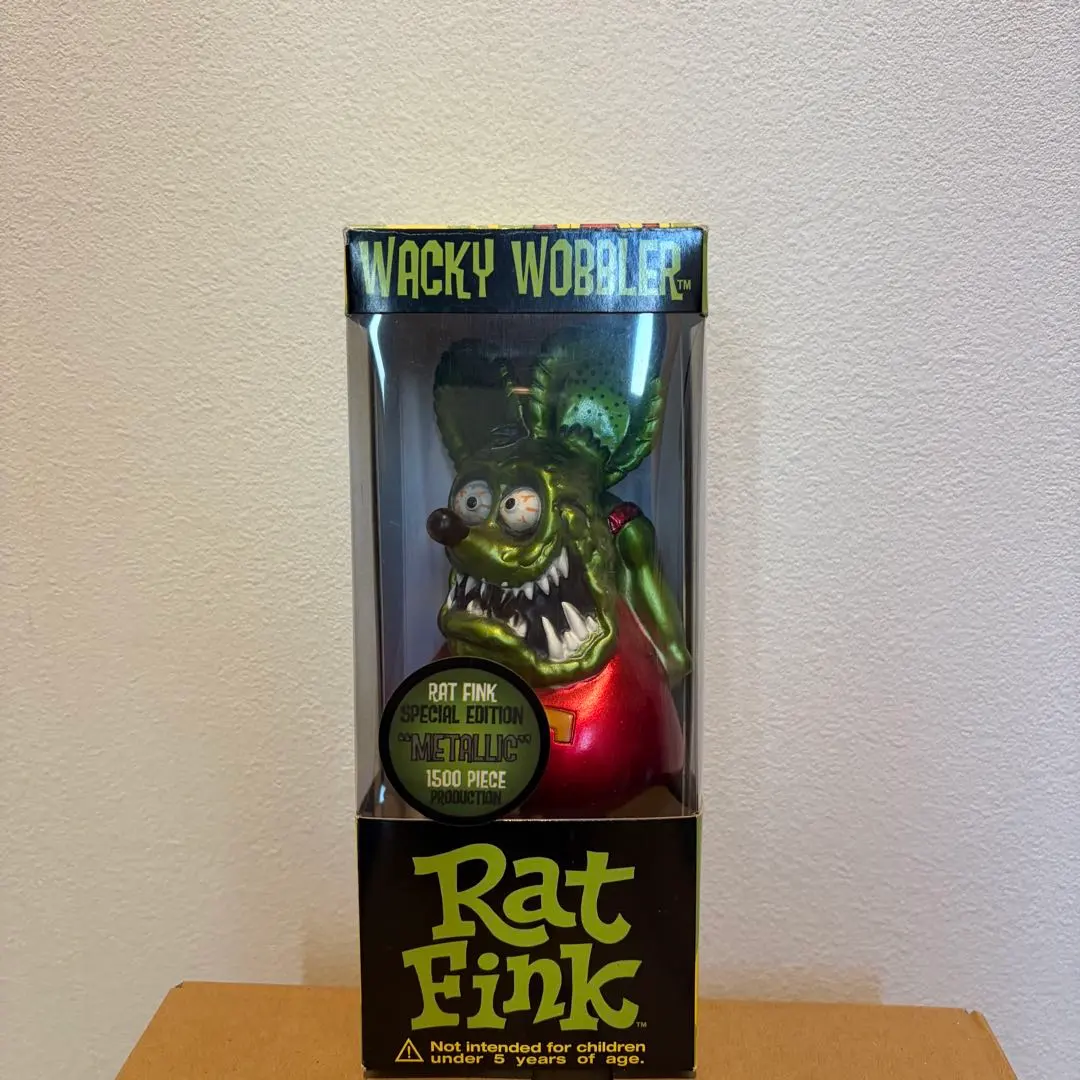 WACKY WOBBLER™
RAT FINK
SPECIAL EDITION
"METALLIC"
1500 PIECE
PRODUCTION
Rat
Fink™
Not intended for children
under 5 years of age.